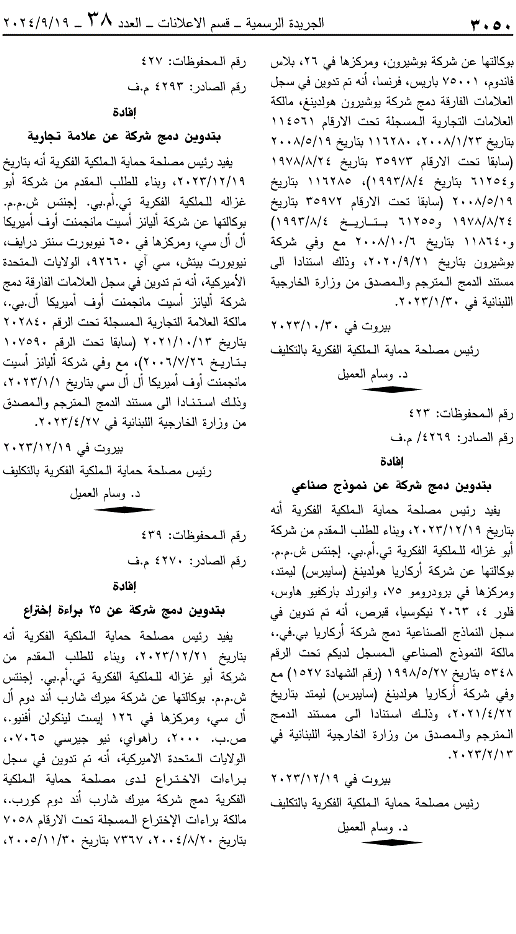 ٣٠٥٠
الجريدة الرسمية – قسم الاعلانات – العدد ٣٨ – ٢٠٢٤/٩/١٩
بوكالتها عن شركة بوشيرون، ومركزها في ٢٦، بلاس
فاندوم، ٧٥٠٠١ باريس، فرنسا، أنه تم تدوين في سجل
العلامات الفارقة دمج شركة بوشيرون هولدينغ، مالكة
العلامات التجارية المسجلة تحت الارقام ١١٤٥٦١
بتاريخ ٢٠٠٨/١/٢٣، ١١٦٢٨٠ بتاريخ ٢٠٠٨/٥/١٩
(سابقا تحت الارقام ٣٥٩٧٣ بتاريخ ١٩٧٨/٨/٢٤
و٦١٢٥٤ بتاريخ ١٩٩٣/٨/٤)، ١١٦٢٨٥ بتاريخ
٢٠٠٨/٥/١٩ (سابقا تحت الارقام ٣٥٩٧٢ بتاريخ
١٩٧٨/٨/٢٤ و٦١٢٥٥ بتاريخ ١٩٩٣/٨/٤)
و١١٨٦٤٠ بتاريخ ٢٠٠٨/١٠/٦ مع وفي شركة
بوشيرون بتاريخ ٢٠٢٠/٩/٢١، وذلك استنادا الى
مستند الدمج المترجم والمصدق من وزارة الخارجية
اللبنانية في ٢٠٢٣/١/٣٠.
بيروت في ٢٠٢٣/١٠/٣٠
رئيس مصلحة حماية الملكية الفكرية بالتكليف
د. وسام العميل
رقم المحفوظات: ٤٢٣
رقم الصادر: ٤٢٦٩/ م.ف
إفادة
بتدوين دمج شركة عن نموذج صناعي
يفيد رئيس مصلحة حماية الملكية الفكرية أنه
بتاريخ ٢٠٢٣/١٢/١٩، وبناء للطلب المقدم من شركة
أبو غزاله للملكية الفكرية تي.أم.بي. إجنتس ش.م.م.
بوكالتها عن شركة أركاريا هولدينغ (سايبرس) ليمتد،
ومركزها في برودرومو ٧٥، وانورلد باركفيو هاوس،
فلور ٤، ٢٠٦٣ نيكوسيا، قبرص، أنه تم تدوين في
سجل النماذج الصناعية دمج شركة أركاريا بي.في.،
مالكة النموذج الصناعي المسجل لديكم تحت الرقم
٥٣٤٨ بتاريخ ١٩٩٨/٥/٢٧ (رقم الشهادة ١٥٢٧) مع
وفي شركة أركاريا هولدينغ (سايبرس) ليمتد بتاريخ
٢٠٢١/٤/٢٢، وذلك استنادا الى مستند الدمج
المترجم والمصدق من وزارة الخارجية اللبنانية في
٢٠٢٣/٢/١٣.
بيروت في ٢٠٢٣/١٢/١٩
رئيس مصلحة حماية الملكية الفكرية بالتكليف
د. وسام العميل
رقم المحفوظات: ٤٢٧
رقم الصادر: ٤٢٩٣ م.ف
إفادة
بتدوين دمج شركة عن علامة تجارية
يفيد رئيس مصلحة حماية الملكية الفكرية أنه بتاريخ
٢٠٢٣/١٢/١٩، وبناء للطلب المقدم من شركة أبو
غزاله للملكية الفكرية تي.أم.بي. إجنتس ش.م.م.
بوكالتها عن شركة أليانز أسيت مانجمنت أوف أميريكا
أل أل سي، ومركزها في ٦٥٠ نيوبورت سنتر درايف،
نيوبورت بيتش، سي آي ٩٢٦٦٠، الولايات المتحدة
الأميركية، أنه تم تدوين في سجل العلامات الفارقة دمج
شركة أليانز أسيت مانجمنت أوف أميريكا أل.بي.،
مالكة العلامة التجارية المسجلة تحت الرقم ٢٠٢٨٤٠
بتاريخ ٢٠٢١/١٠/١٣ (سابقا تحت الرقم ١٠٧٥٩٠
بتاريخ ٢٠٠٦/٧/٢٦)، مع وفي شركة أليانز أسيت
مانجمنت أوف أميريكا أل أل سي بتاريخ ٢٠٢٣/١/١،
وذلك استنادا الى مستند الدمج المترجم والمصدق
من وزارة الخارجية اللبنانية في ٢٠٢٣/٤/٢٧.
بيروت في ٢٠٢٣/١٢/١٩
رئيس مصلحة حماية الملكية الفكرية بالتكليف
د. وسام العميل
رقم المحفوظات: ٤٣٩
رقم الصادر: ٤٢٧٠ م.ف
إفادة
بتدوين دمج شركة عن ٢٥ براءة إختراع
يفيد رئيس مصلحة حماية الملكية الفكرية أنه
بتاريخ ٢٠٢٣/١٢/٢١، وبناء للطلب المقدم من
شركة أبو غزاله للملكية الفكرية تي.أم.بي. إجنتس
ش.م.م. بوكالتها عن شركة ميرك شارب أند دوم أل
أل سي، ومركزها في ١٢٦ إيست لينكولن أفنيو.،
ص.ب. ٢٠٠٠، راهواي، نيو جيرسي ٠٧٠٦٥،
الولايات المتحدة الاميركية، أنه تم تدوين في سجل
براءات الاختراع لدى مصلحة حماية الملكية
الفكرية دمج شركة ميرك شارب أند دوم كورب.،
مالكة براءات الإختراع المسجلة تحت الارقام ٧٠٥٨
بتاريخ ٢٠٠٤/٨/٢٠، ٧٣٦٧ بتاريخ ٢٠٠٥/١١/٣٠،